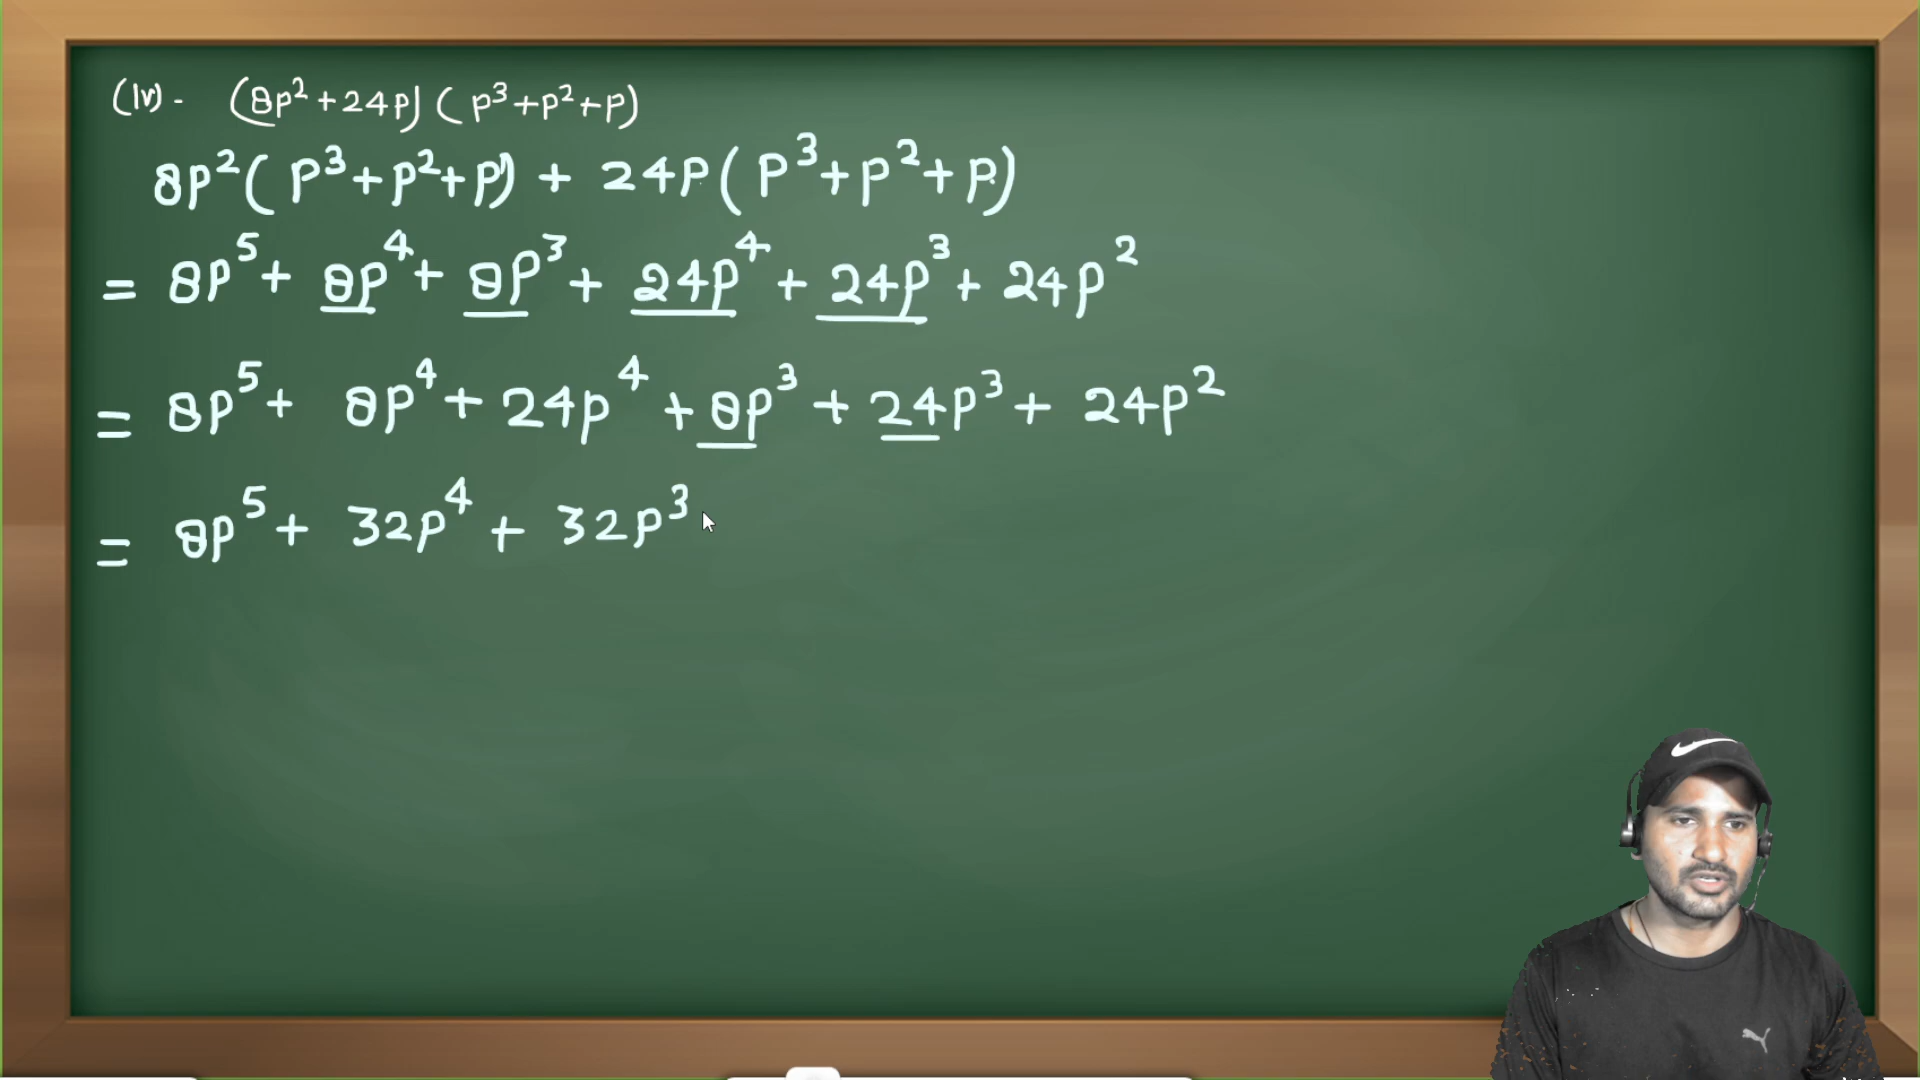 (iv) - (8p² + 24p) (p³ + p² + p)
8p² (p³ + p² + p) + 24p (p³ + p² + p)
= 8p⁵ + 8p⁴ + 8p³ + 24p⁴ + 24p³ + 24p²
= 8p⁵ + 8p⁴ + 24p⁴ + 8p³ + 24p³ + 24p²
= 8p⁵ + 32p⁴ + 32p³